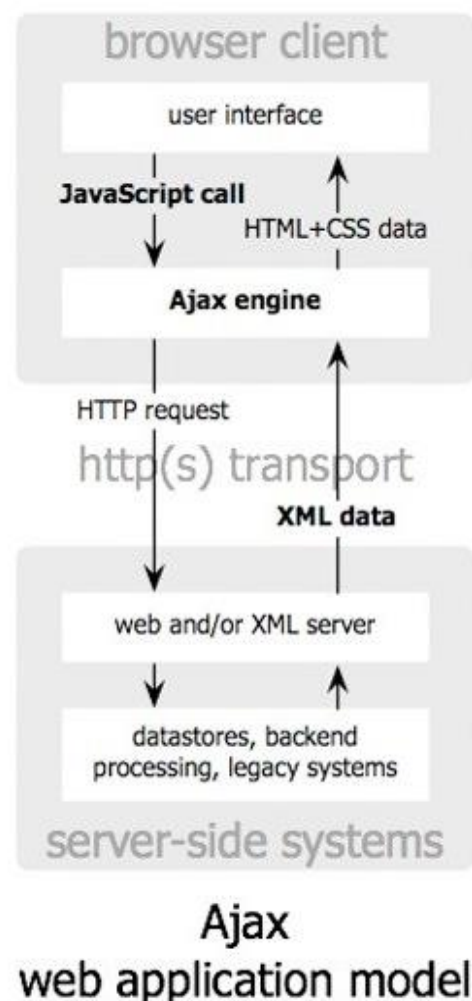 browser client
user interface
JavaScript call
HTML+CSS data
Ajax engine
HTTP request
http(s) transport
XML data
web and/or XML server
datastores, backend
processing, legacy systems
server-side systems
Ajax
web application model